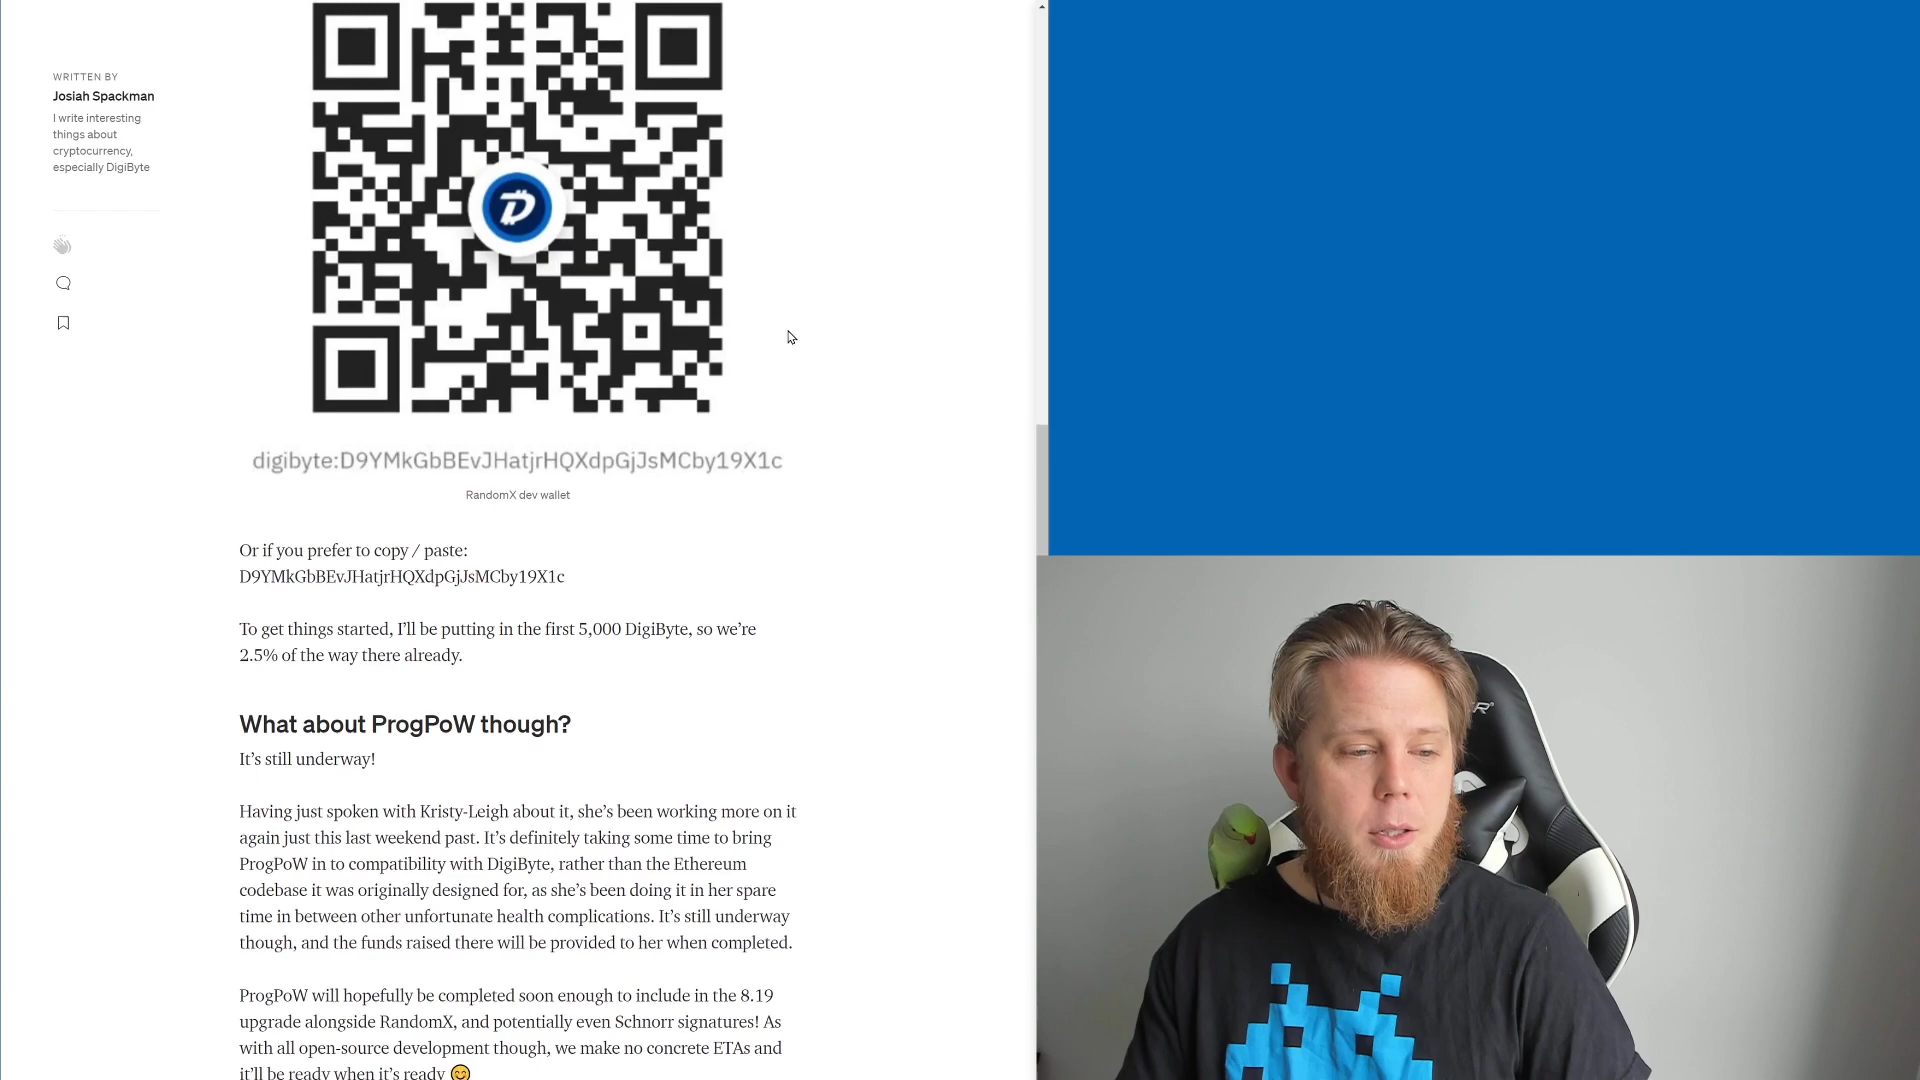 WRITTEN BY
Josiah Spackman
I write interesting
things about
cryptocurrency,
especially DigiByte
digibyte:D9YMkGbBEvJHatjrHQXdpGjJsMCby19X1c
RandomX dev wallet
Or if you prefer to copy / paste:
D9YMkGbBEvJHatjrHQXdpGjJsMCby19X1c
To get things started, I’ll be putting in the first 5,000 DigiByte, so we’re
2.5% of the way there already.
What about ProgPoW though?
It’s still underway!
Having just spoken with Kristy-Leigh about it, she’s been working more on it
again just this last weekend past. It’s definitely taking some time to bring
ProgPoW in to compatibility with DigiByte, rather than the Ethereum
codebase it was originally designed for, as she’s been doing it in her spare
time in between other unfortunate health complications. It’s still underway
though, and the funds raised there will be provided to her when completed.
ProgPoW will hopefully be completed soon enough to include in the 8.19
upgrade alongside RandomX, and potentially even Schnorr signatures! As
with all open-source development though, we make no concrete ETAs and
it’ll be ready when it’s ready 😊